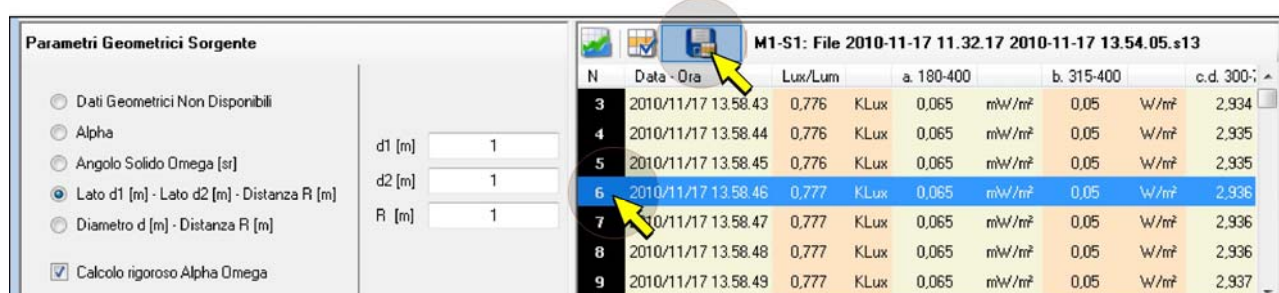 Parametri Geometrici Sorgente
Dati Geometrici Non Disponibili
Alpha
Angolo Solido Omega [sr]
Lato d1 [m] - Lato d2 [m] - Distanza R [m]
Diametro d [m] - Distanza R [m]
Calcolo rigoroso Alpha Omega
d1 [m] 1
d2 [m] 1
R [m] 1
M1-S1: File 2010-11-17 11.32.17 2010-11-17 13.54.05.s13
N Data - Ora Lux/Lum a. 180-400 b. 315-400 c.d. 300-
3 2010/11/17 13.58.43 0,776 KLux 0,065 mW/m² 0,05 W/m² 2,934
4 2010/11/17 13.58.44 0,776 KLux 0,065 mW/m² 0,05 W/m² 2,935
5 2010/11/17 13.58.45 0,776 KLux 0,065 mW/m² 0,05 W/m² 2,935
6 2010/11/17 13.58.46 0,777 KLux 0,065 mW/m² 0,05 W/m² 2,936
7 2010/11/17 13.58.47 0,777 KLux 0,065 mW/m² 0,05 W/m² 2,936
8 2010/11/17 13.58.48 0,777 KLux 0,065 mW/m² 0,05 W/m² 2,936
9 2010/11/17 13.58.49 0,777 KLux 0,065 mW/m² 0,05 W/m² 2,937